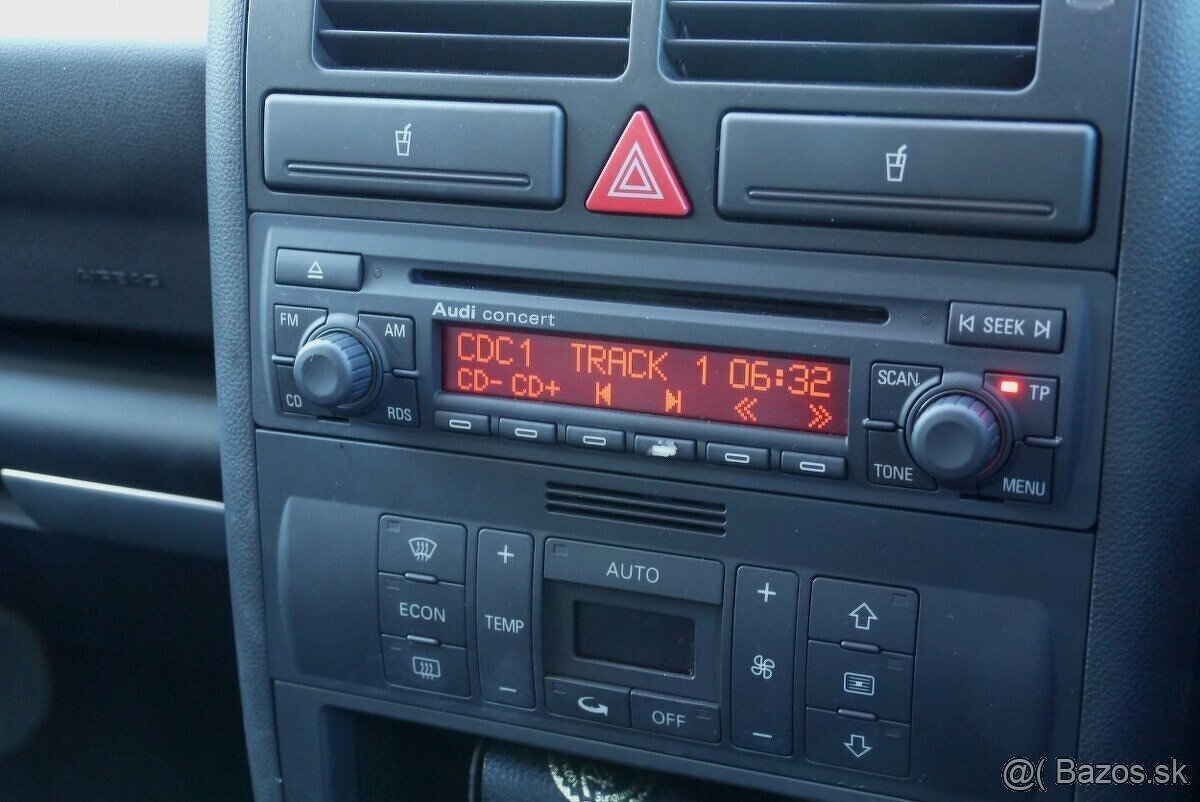 AIRBAG
Audi concert
FM
AM
CD
RDS
CDC1 TRACK 1 06:32
CD- CD+
SEEK
SCAN
TP
TONE
MENU
AUTO
ECON
+
TEMP
-
+
-
OFF
@( Bazos.sk